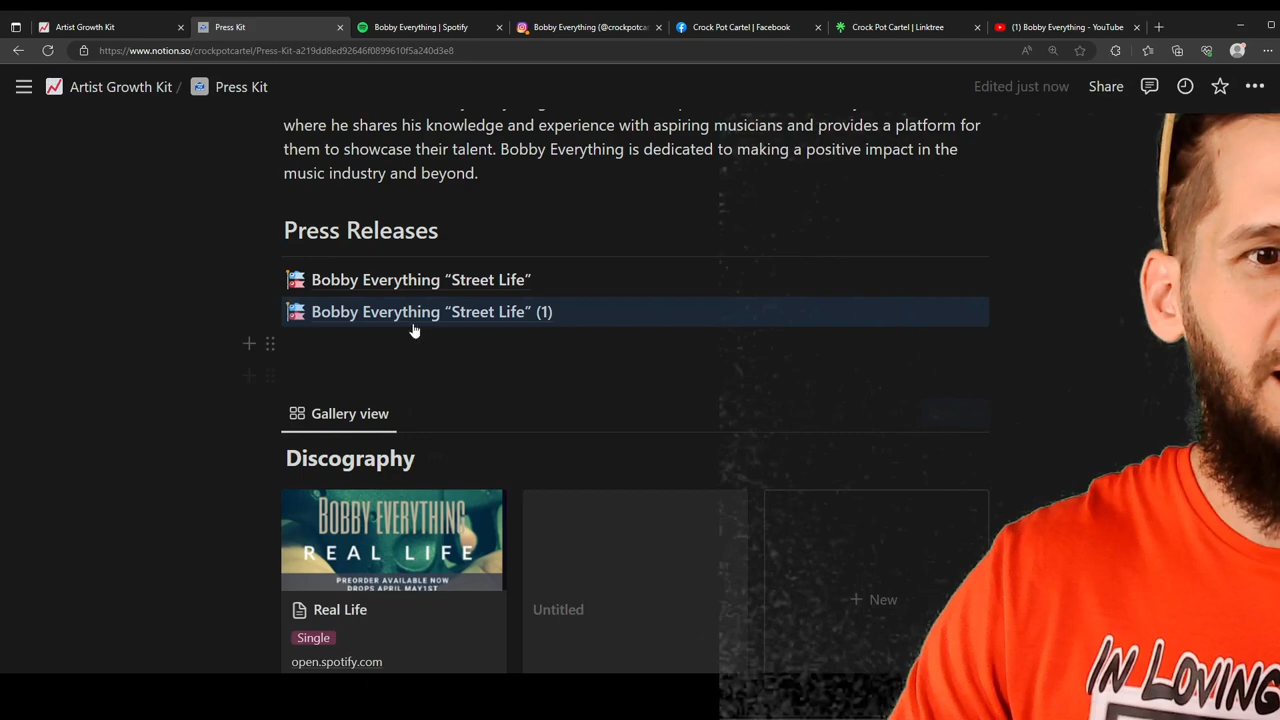 Artist Growth Kit
Press Kit
Bobby Everything | Spotify
Bobby Everything (@crockpotcart
Crock Pot Cartel | Facebook
Crock Pot Cartel | Linktree
(1) Bobby Everything - YouTube
https://www.notion.so/crockpotcartel/Press-Kit-a219dd8ed92646f0899610f5a240d3e8
Artist Growth Kit / Press Kit
Edited just now Share
where he shares his knowledge and experience with aspiring musicians and provides a platform for
them to showcase their talent. Bobby Everything is dedicated to making a positive impact in the
music industry and beyond.
Press Releases
Bobby Everything “Street Life”
Bobby Everything “Street Life” (1)
Gallery view
Discography
BOBBY EVERYTHING
REAL LIFE
PREORDER AVAILABLE NOW
DROPS APRIL MAY1ST
Real Life
Single
open.spotify.com
Untitled
+ New
IN LOVING